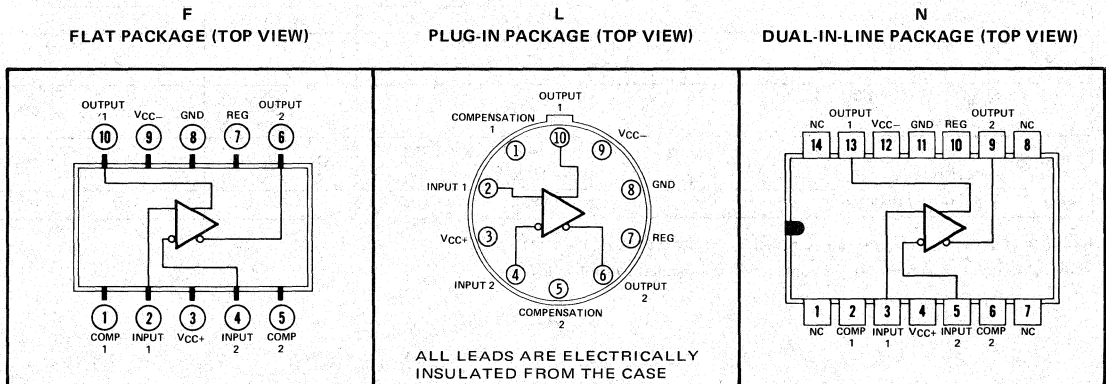 F
FLAT PACKAGE (TOP VIEW)
OUTPUT
1
VCC-
GND
REG
OUTPUT
2
10
9
8
7
6
1
2
3
4
5
COMP
1
INPUT
1
VCC+
INPUT
2
COMP
2
L
PLUG-IN PACKAGE (TOP VIEW)
OUTPUT
1
COMPENSATION
1
VCC-
10
1
9
INPUT 1
2
8
GND
VCC+
3
7
REG
4
6
INPUT 2
5
OUTPUT
2
COMPENSATION
2
ALL LEADS ARE ELECTRICALLY
INSULATED FROM THE CASE
N
DUAL-IN-LINE PACKAGE (TOP VIEW)
NC
OUTPUT
1
VCC-
GND
REG
OUTPUT
2
NC
14
13
12
11
10
9
8
1
2
3
4
5
6
7
NC
COMP
1
INPUT
1
VCC+
INPUT
2
COMP
2
NC